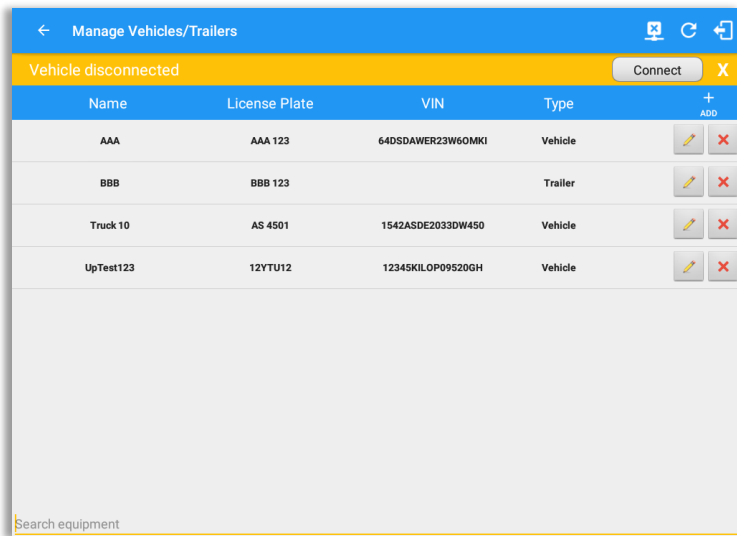 Manage Vehicles/Trailers
Vehicle disconnected Connect X
Name License Plate VIN Type + ADD
AAA AAA 123 64DSDAWER23W6OMKI Vehicle
BBB BBB 123 Trailer
Truck 10 AS 4501 1542ASDE2033DW450 Vehicle
UpTest123 12YTU12 12345KILOP09520GH Vehicle
Search equipment